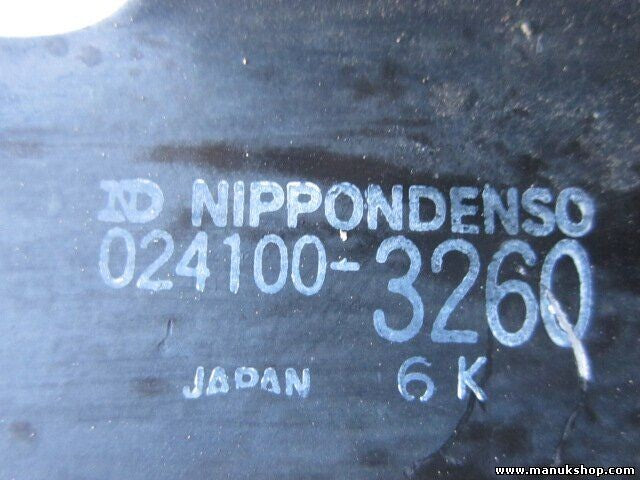 ND NIPPONDENSO
024100-3260
JAPAN 6K
www.manukshop.com